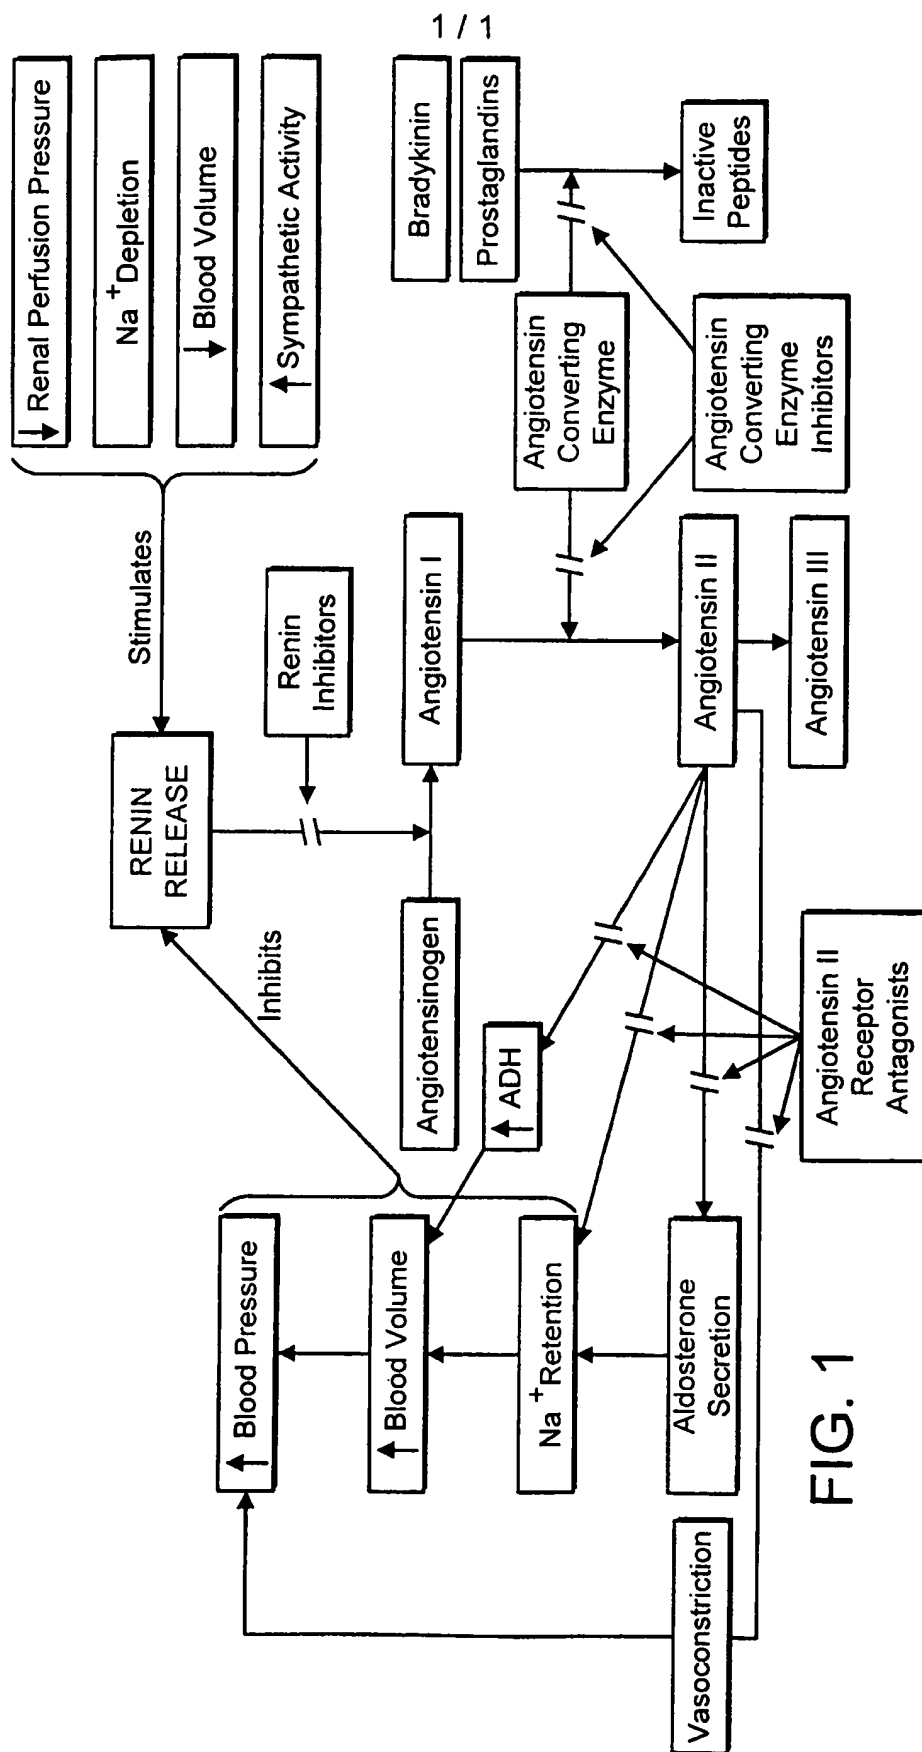 1 / 1
↓ Renal Perfusion Pressure
Na+ Depletion
↓ Blood Volume
↑ Sympathetic Activity
Stimulates
RENIN
RELEASE
Inhibits
Renin
Inhibitors
↑ Blood Pressure
↑ Blood Volume
Na+ Retention
Aldosterone
Secretion
Vasoconstriction
↑ ADH
Angiotensinogen
Angiotensin I
Bradykinin
Prostaglandins
Angiotensin
Converting
Enzyme
Inactive
Peptides
Angiotensin
Converting
Enzyme
Inhibitors
Angiotensin II
Angiotensin III
Angiotensin II
Receptor
Antagonists
FIG. 1